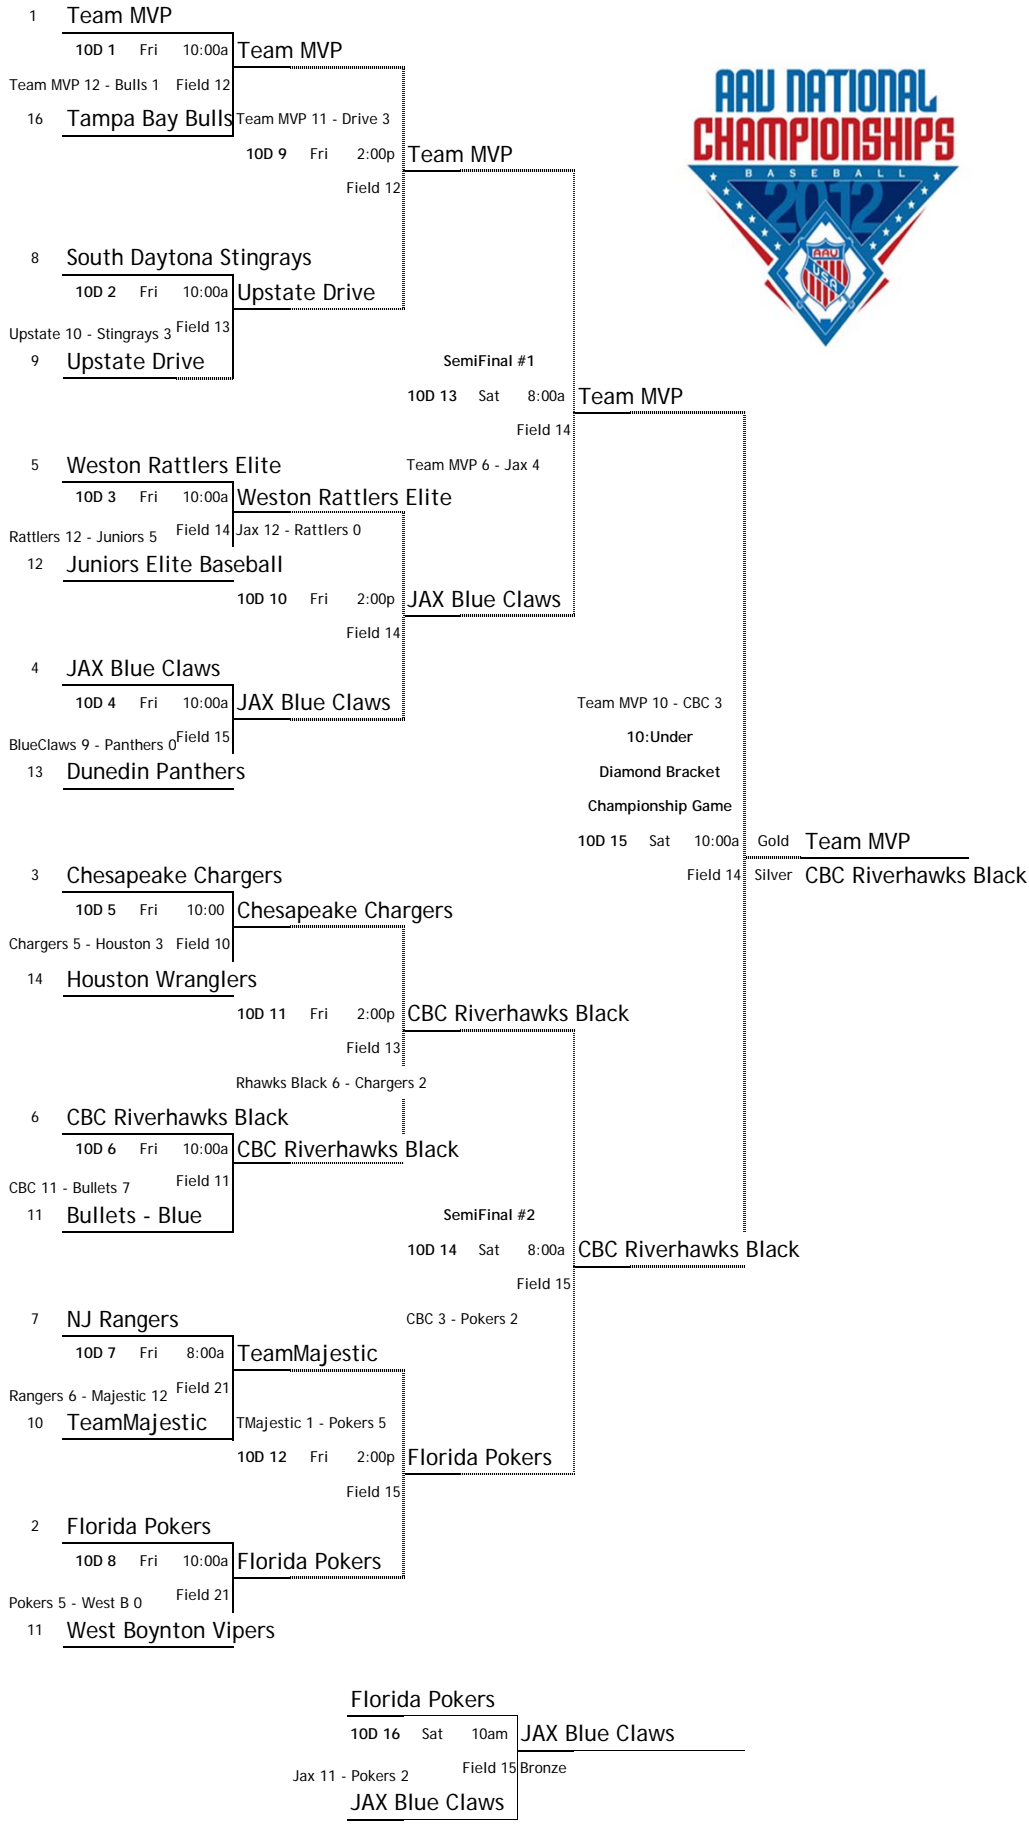 1 Team MVP
10D 1 Fri 10:00a Team MVP
Team MVP 12 - Bulls 1 Field 12
16 Tampa Bay Bulls Team MVP 11 - Drive 3
10D 9 Fri 2:00p Team MVP
Field 12
AAU NATIONAL
CHAMPIONSHIPS
BASEBALL
2012
AAU
USA
8 South Daytona Stingrays
10D 2 Fri 10:00a Upstate Drive
Upstate 10 - Stingrays 3 Field 13
9 Upstate Drive
SemiFinal #1
10D 13 Sat 8:00a Team MVP
Field 14
5 Weston Rattlers Elite Team MVP 6 - Jax 4
10D 3 Fri 10:00a Weston Rattlers Elite
Rattlers 12 - Juniors 5 Field 14 Jax 12 - Rattlers 0
12 Juniors Elite Baseball
10D 10 Fri 2:00p JAX Blue Claws
Field 14
4 JAX Blue Claws
10D 4 Fri 10:00a JAX Blue Claws Team MVP 10 - CBC 3
BlueClaws 9 - Panthers 0 Field 15 10:Under
13 Dunedin Panthers Diamond Bracket
Championship Game
10D 15 Sat 10:00a Gold Team MVP
3 Chesapeake Chargers Field 14 Silver CBC Riverhawks Black
10D 5 Fri 10:00 Chesapeake Chargers
Chargers 5 - Houston 3 Field 10
14 Houston Wranglers
10D 11 Fri 2:00p CBC Riverhawks Black
Field 13
Rhawks Black 6 - Chargers 2
6 CBC Riverhawks Black
10D 6 Fri 10:00a CBC Riverhawks Black
CBC 11 - Bullets 7 Field 11
11 Bullets - Blue SemiFinal #2
10D 14 Sat 8:00a CBC Riverhawks Black
Field 15
7 NJ Rangers CBC 3 - Pokers 2
10D 7 Fri 8:00a TeamMajestic
Rangers 6 - Majestic 12 Field 21
10 TeamMajestic TMajestic 1 - Pokers 5
10D 12 Fri 2:00p Florida Pokers
Field 15
2 Florida Pokers
10D 8 Fri 10:00a Florida Pokers
Pokers 5 - West B 0 Field 21
11 West Boynton Vipers
Florida Pokers
10D 16 Sat 10am JAX Blue Claws
Jax 11 - Pokers 2 Field 15 Bronze
JAX Blue Claws